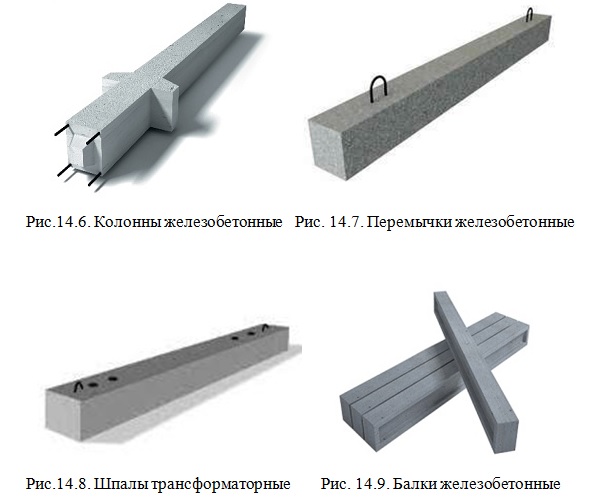 Рис.14.6. Колонны железобетонные
Рис. 14.7. Перемычки железобетонные
Рис.14.8. Шпалы трансформаторные
Рис. 14.9. Балки железобетонные